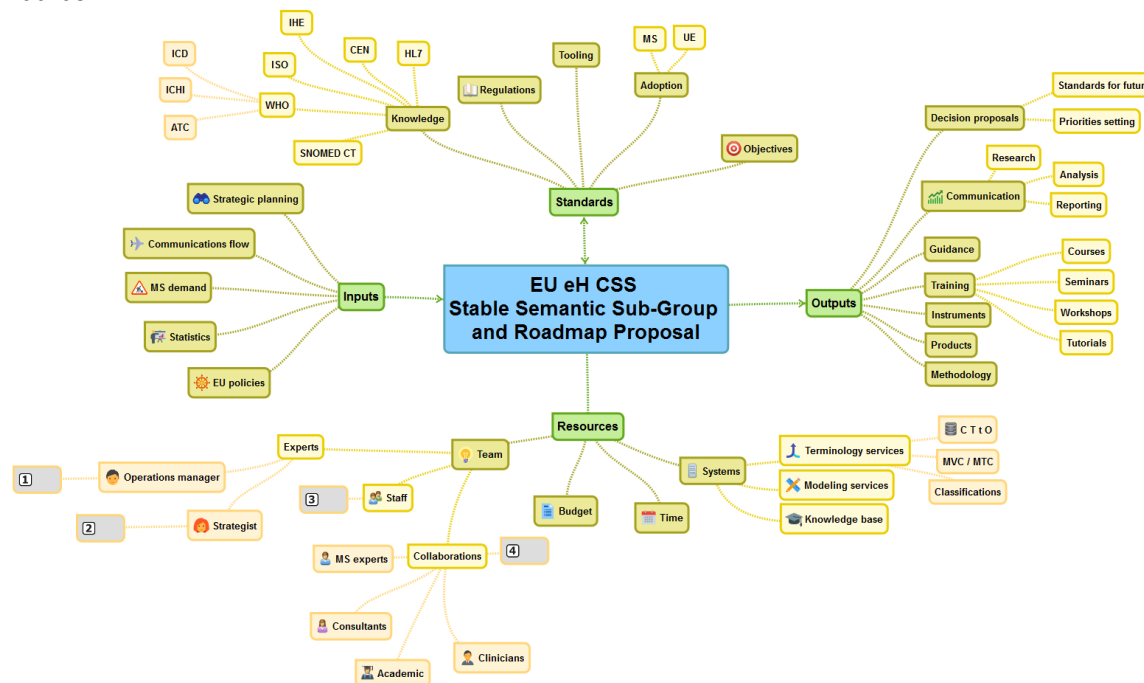 IHE
CEN
HL7
ISO
ICD
ICHI
WHO
ATC
SNOMED CT
Knowledge
Regulations
Tooling
MS
UE
Adoption
Objectives
Standards
Strategic planning
Communications flow
MS demand
Statistics
EU policies
Inputs
EU eH CSS
Stable Semantic Sub-Group
and Roadmap Proposal
Outputs
Decision proposals
Standards for futur
Priorities setting
Research
Communication
Analysis
Reporting
Guidance
Training
Courses
Seminars
Workshops
Tutorials
Instruments
Products
Methodology
Resources
Team
Experts
1
Operations manager
2
Strategist
3
Staff
Collaborations
4
MS experts
Consultants
Academic
Clinicians
Budget
Time
Systems
Terminology services
C T t O
MVC / MTC
Classifications
Modeling services
Knowledge base